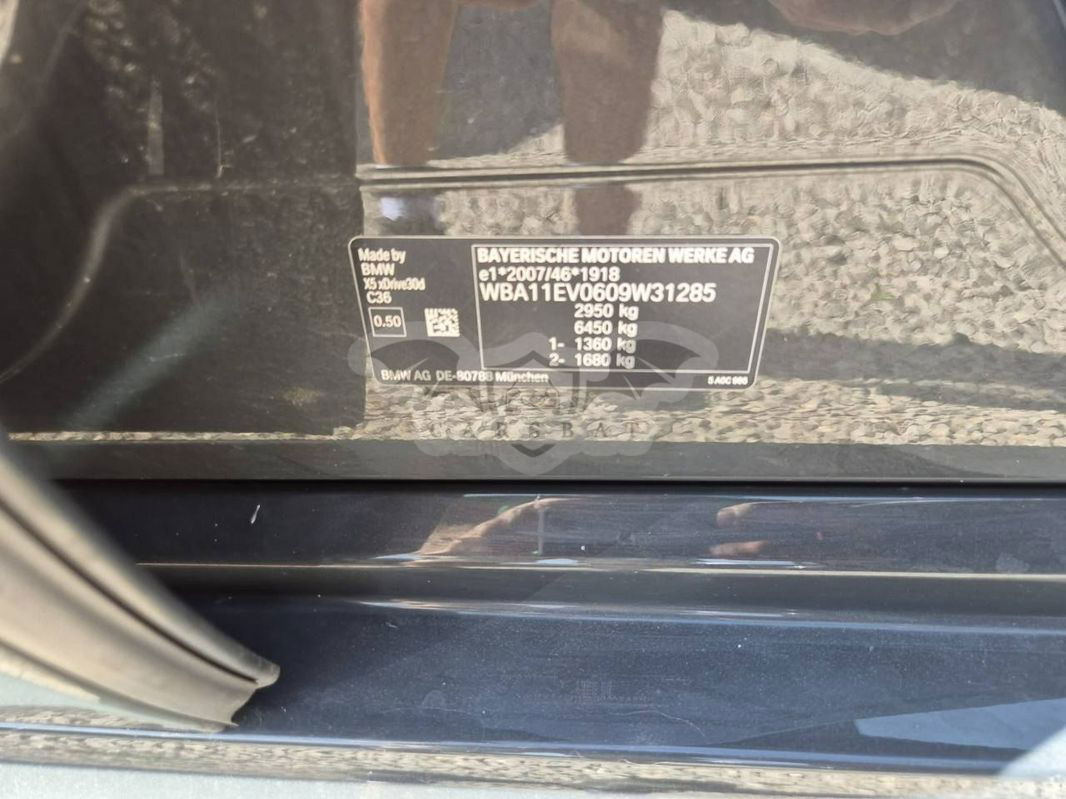 Made by
BMW
X5 xDrive30d
C36
0.50
BAYERISCHE MOTOREN WERKE AG
e1*2007/46*1918
WBA11EV0609W31285
2950 kg
6450 kg
1- 1360 kg
2- 1680 kg
BMW AG DE-80788 München
CARSBAT